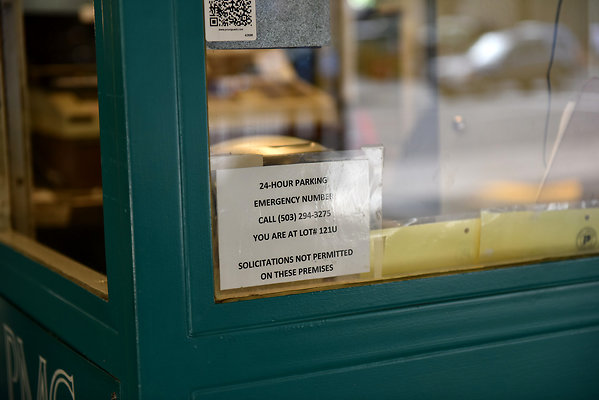 24-HOUR PARKING
EMERGENCY NUMBER
CALL (503) 294-3275
YOU ARE AT LOT# 121U
SOLICITATIONS NOT PERMITTED
ON THESE PREMISES
PMC